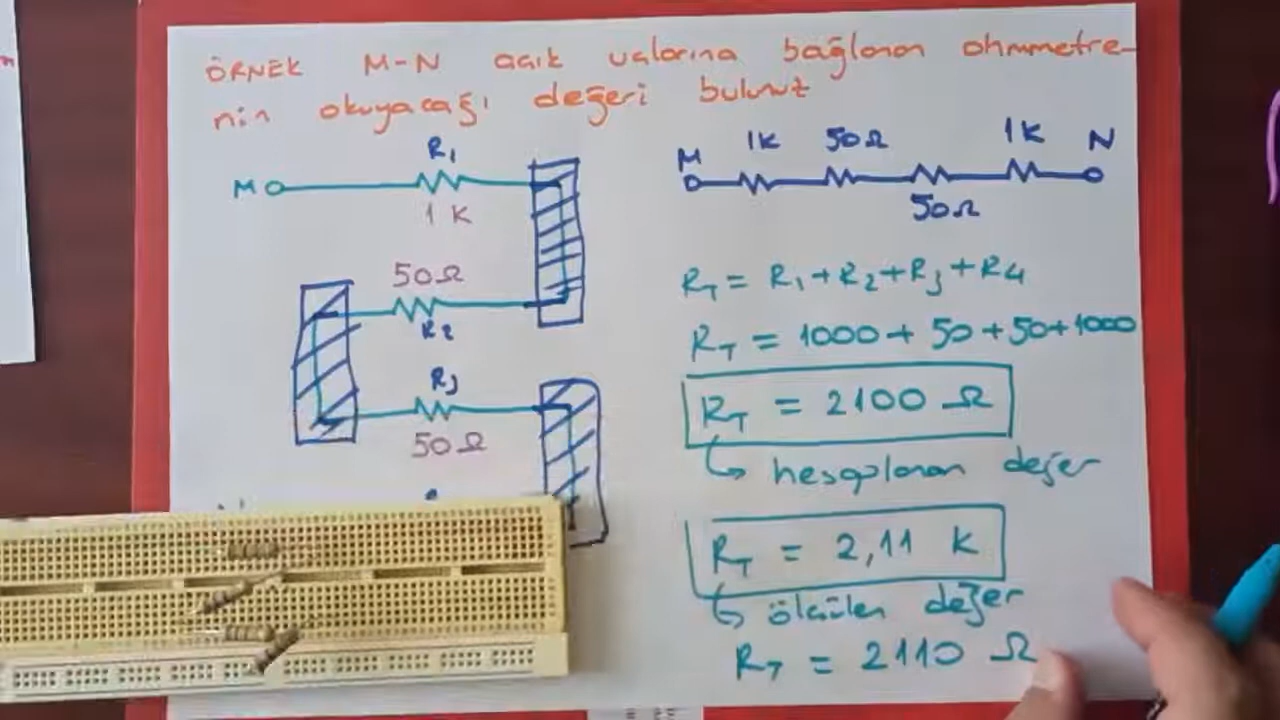 ÖRNEK M-N açık uçlarına bağlanan ohmmetre-
nin okuyacağı değeri bulunuz
R1
M
1 K
50Ω
R2
R3
50Ω
M 1K 50Ω 1K N
50Ω
RT = R1+R2+R3+R4
RT = 1000+50+50+1000
RT = 2100 Ω
↳ hesaplanan değer
RT = 2,11 K
↳ ölçülen değer
RT = 2110 Ω